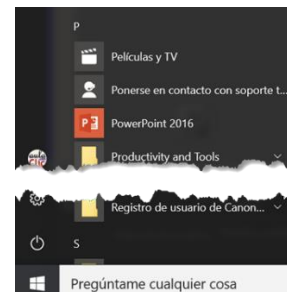 P
Películas y TV
Ponerse en contacto con soporte t...
P
PowerPoint 2016
Productivity and Tools
Registro de usuario de Canon...
S
Pregúntame cualquier cosa